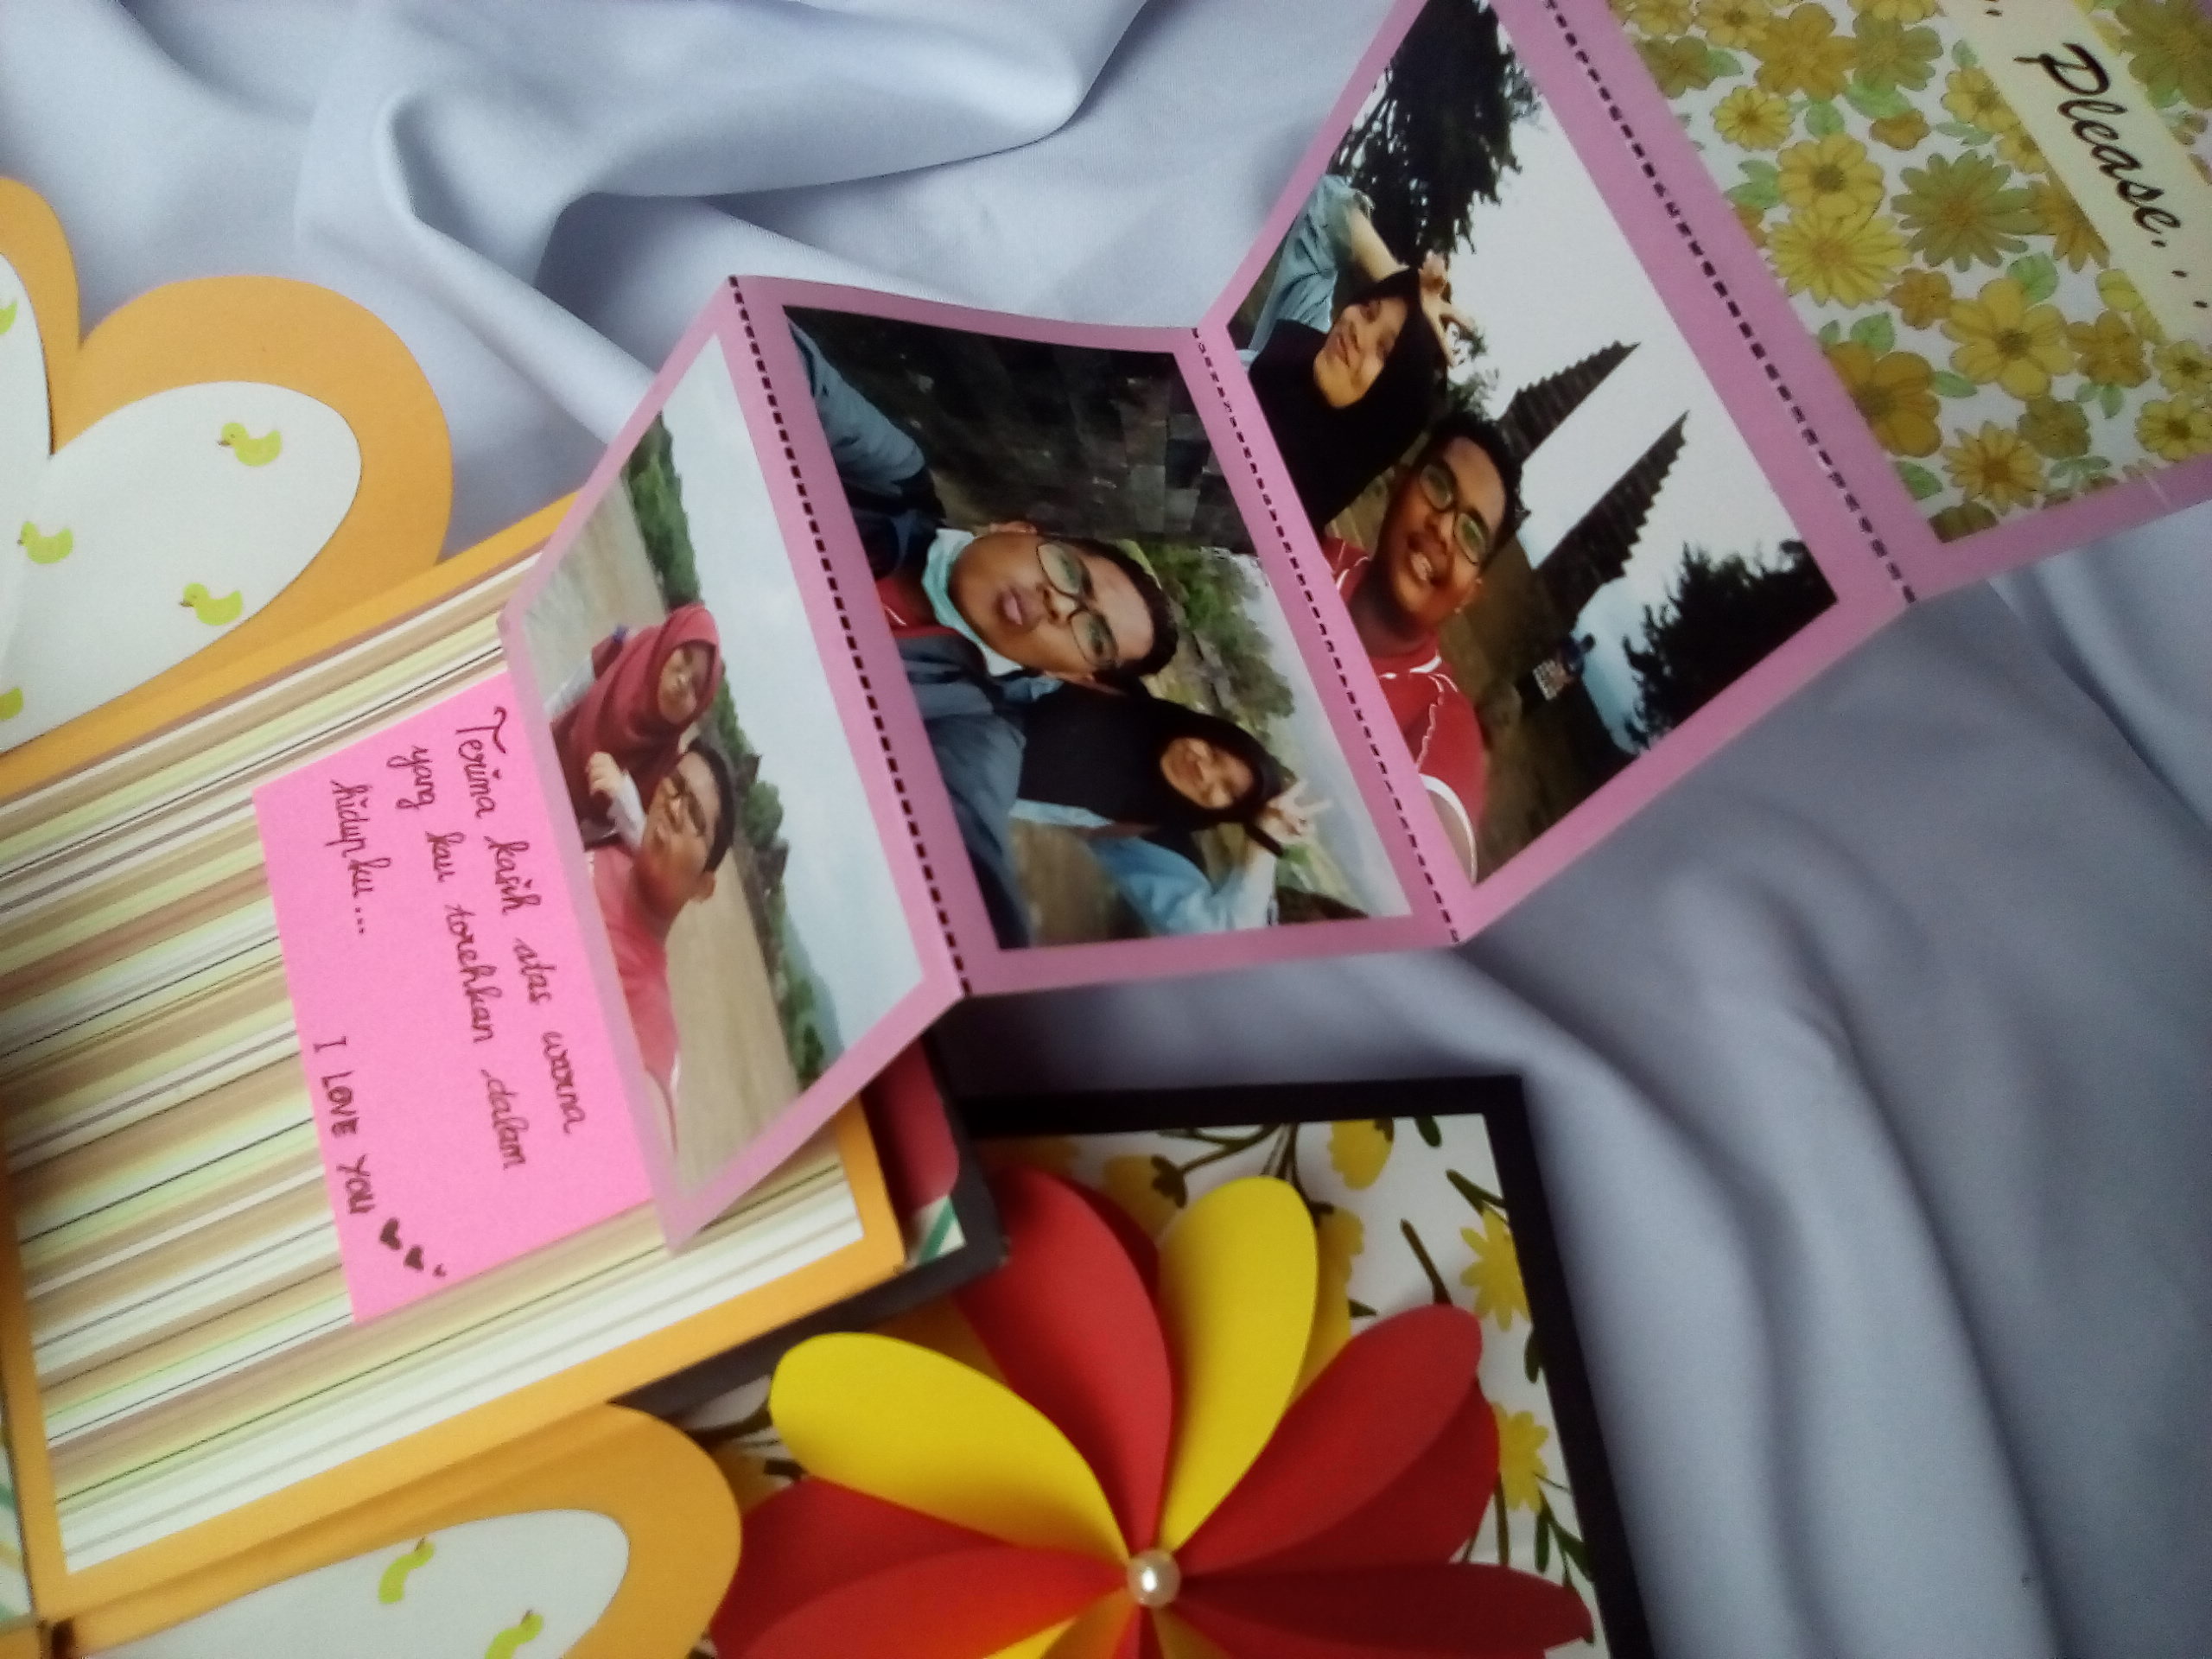 Please...
Terima kasih atas warna
yang kau torehkan dalam
hidupku...
I LOVE YOU